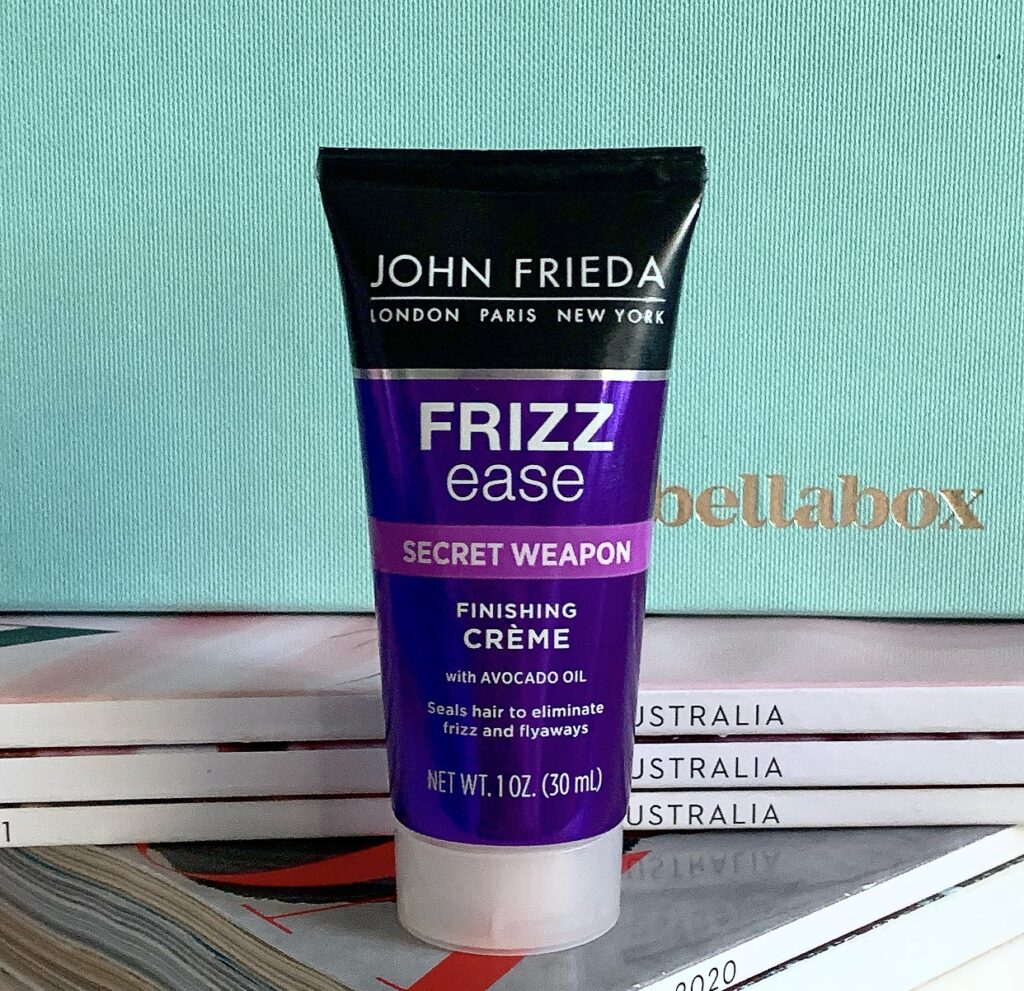 JOHN FRIEDA
LONDON PARIS NEW YORK
FRIZZ
ease
bellabox
SECRET WEAPON
FINISHING
CRÈME
with AVOCADO OIL
Seals hair to eliminate
frizz and flyaways
NET WT. 1 OZ. (30 mL)
USTRALIA
USTRALIA
USTRALIA
1
2020